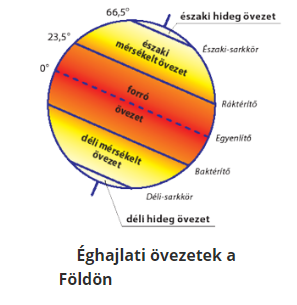 66,5°
északi hideg övezet
23,5°
északi
mérsékelt övezet
Északi-sarkkör
0°
forró
övezet
Ráktérítő
Egyenlítő
déli mérsékelt
övezet
Baktérítő
Déli-sarkkör
déli hideg övezet
Éghajlati övezetek a
Földön